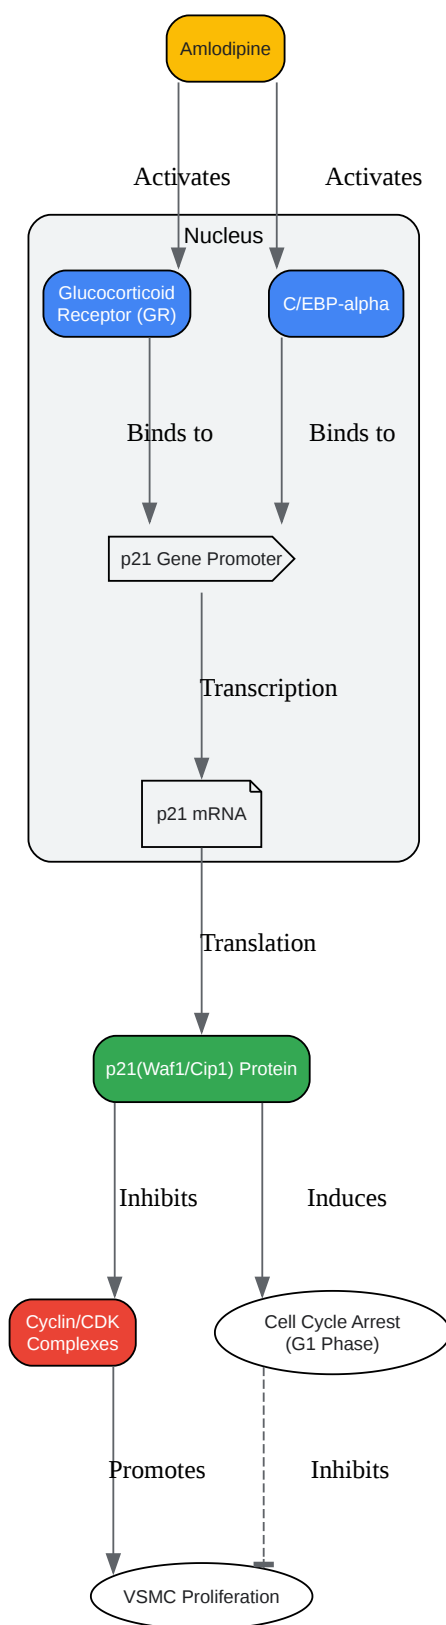 Amlodipine
Activates
Activates
Nucleus
Glucocorticoid
Receptor (GR)
C/EBP-alpha
Binds to
Binds to
p21 Gene Promoter
Transcription
p21 mRNA
Translation
p21(Waf1/Cip1) Protein
Inhibits
Induces
Cyclin/CDK
Complexes
Cell Cycle Arrest
(G1 Phase)
Promotes
Inhibits
VSMC Proliferation